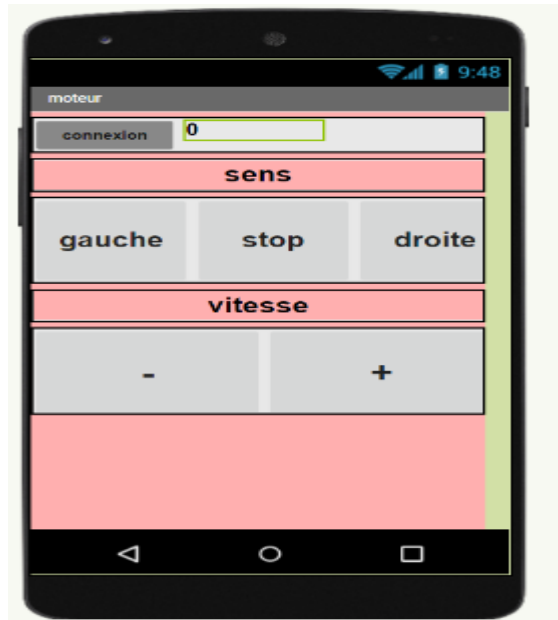 9:48
moteur
connexion 0
sens
gauche stop droite
vitesse
- +